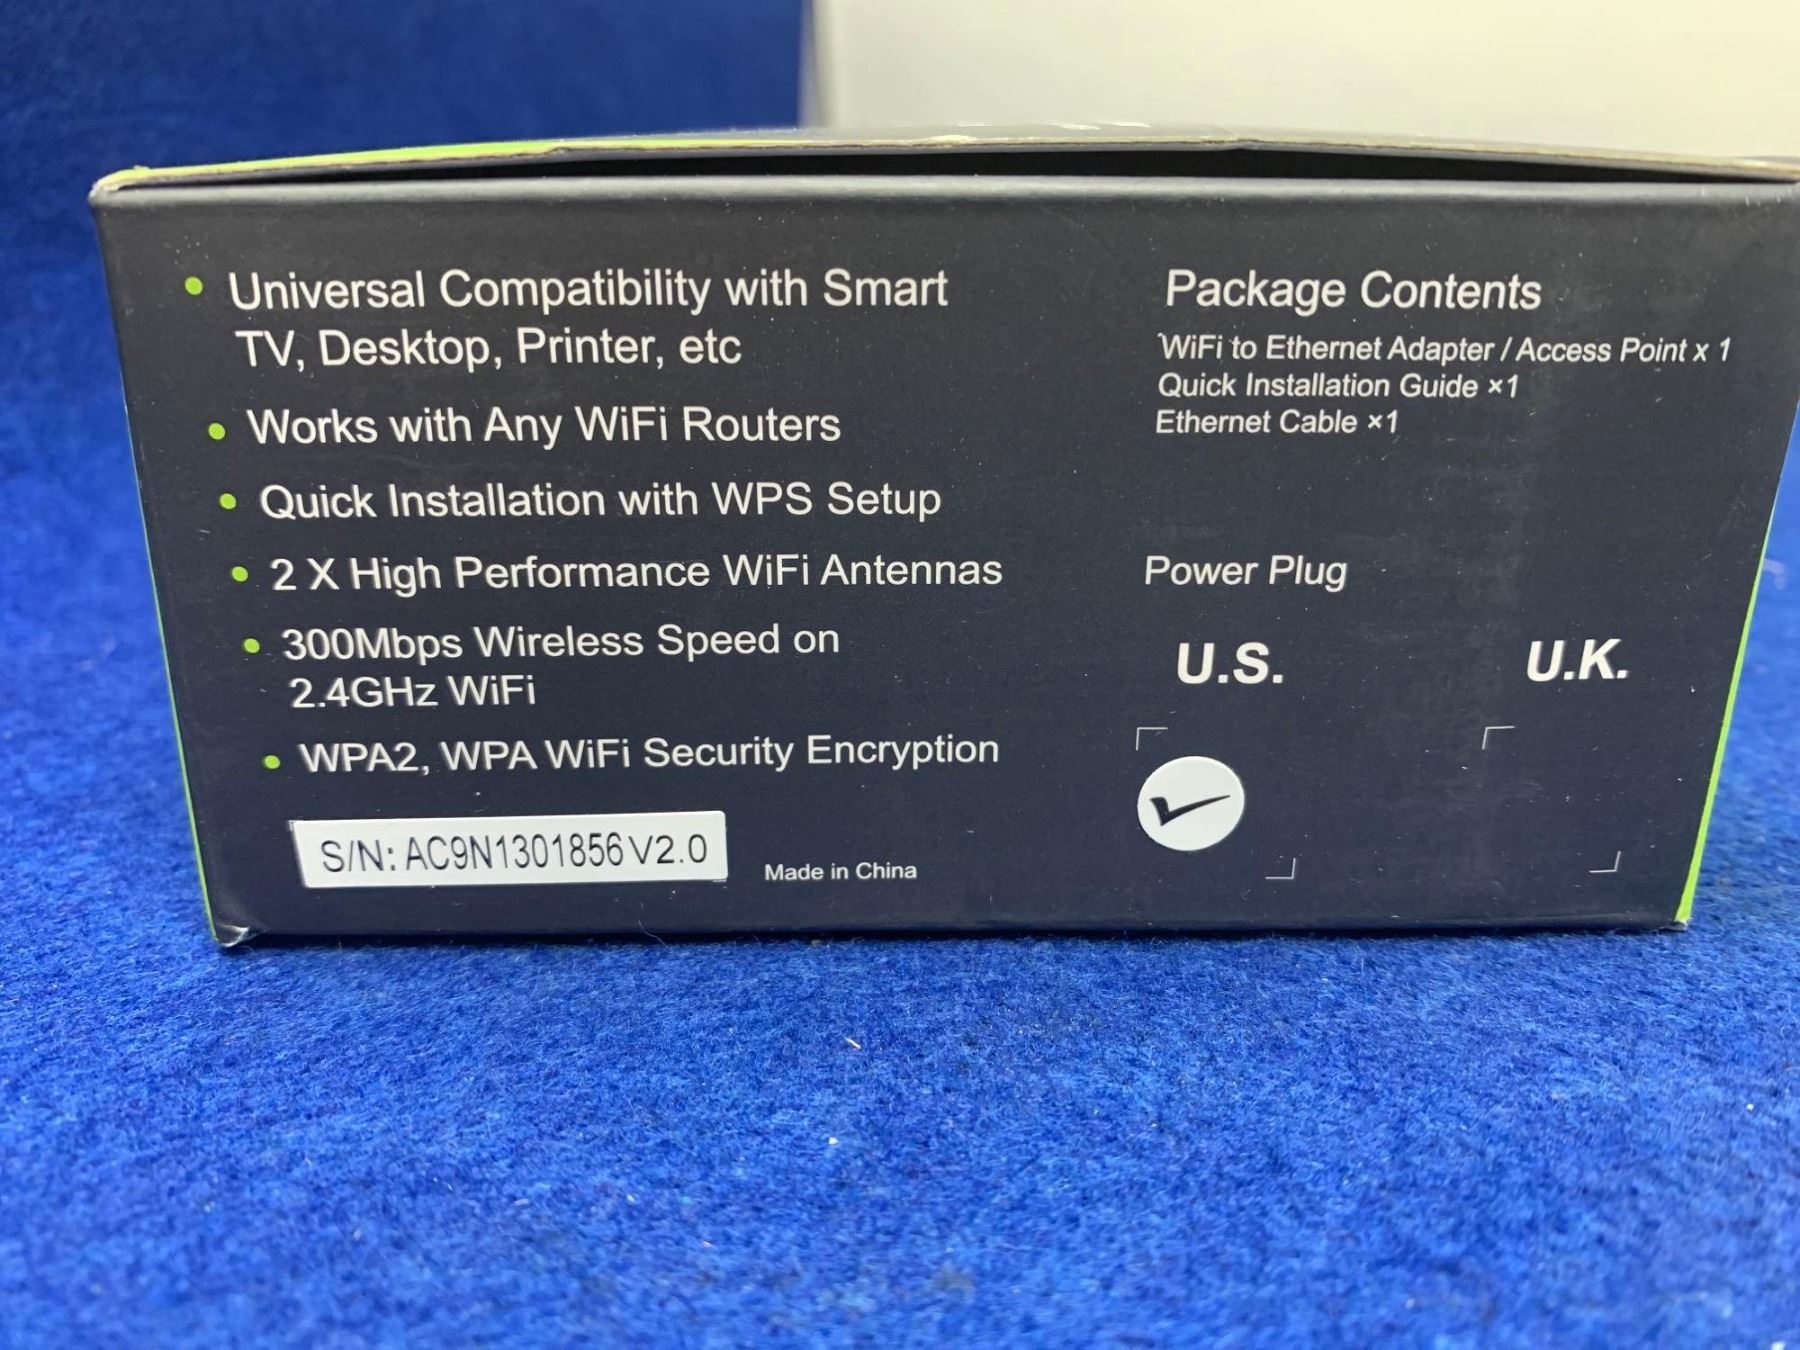 Universal Compatibility with Smart
TV, Desktop, Printer, etc
Works with Any WiFi Routers
Quick Installation with WPS Setup
2 X High Performance WiFi Antennas
300Mbps Wireless Speed on
2.4GHz WiFi
WPA2, WPA WiFi Security Encryption
S/N: AC9N1301856V2.0
Made in China
Package Contents
WiFi to Ethernet Adapter / Access Point x 1
Quick Installation Guide ×1
Ethernet Cable ×1
Power Plug
U.S.
U.K.